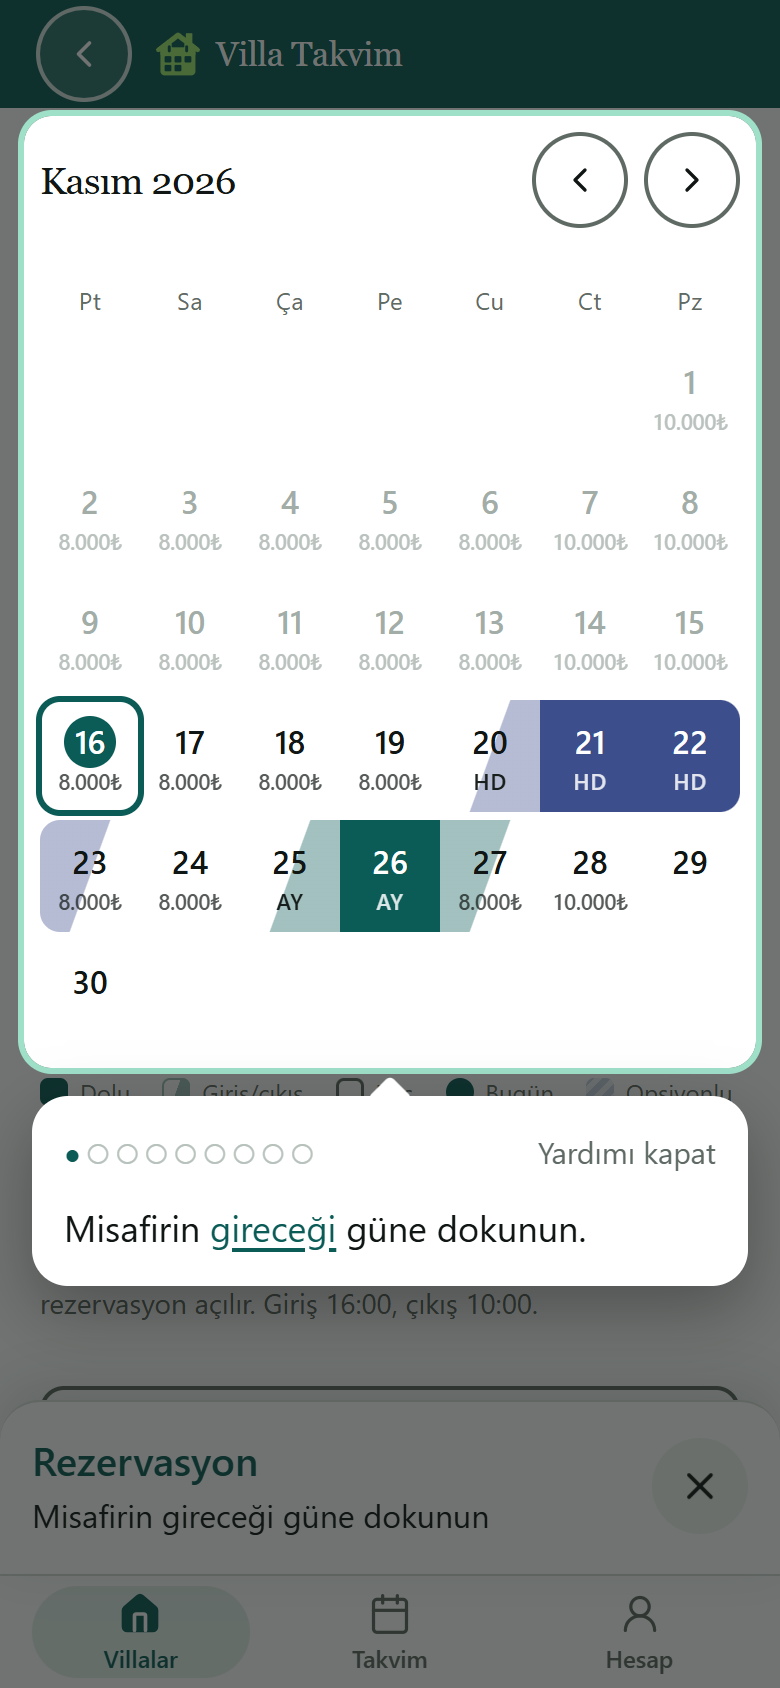 Villa Takvim
Kasım 2026
Pt Sa Ça Pe Cu Ct Pz
1
10.000₺
2 3 4 5 6 7 8
8.000₺ 8.000₺ 8.000₺ 8.000₺ 8.000₺ 10.000₺ 10.000₺
9 10 11 12 13 14 15
8.000₺ 8.000₺ 8.000₺ 8.000₺ 8.000₺ 10.000₺ 10.000₺
16 17 18 19 20 21 22
8.000₺ 8.000₺ 8.000₺ 8.000₺ HD HD HD
23 24 25 26 27 28 29
8.000₺ 8.000₺ AY AY 8.000₺ 10.000₺
30
Dolu Giriş/çıkış Bugün Opsiyonlu
Yardımı kapat
Misafirin gireceği güne dokunun.
rezervasyon açılır. Giriş 16:00, çıkış 10:00.
Rezervasyon
Misafirin gireceği güne dokunun
Villalar Takvim Hesap